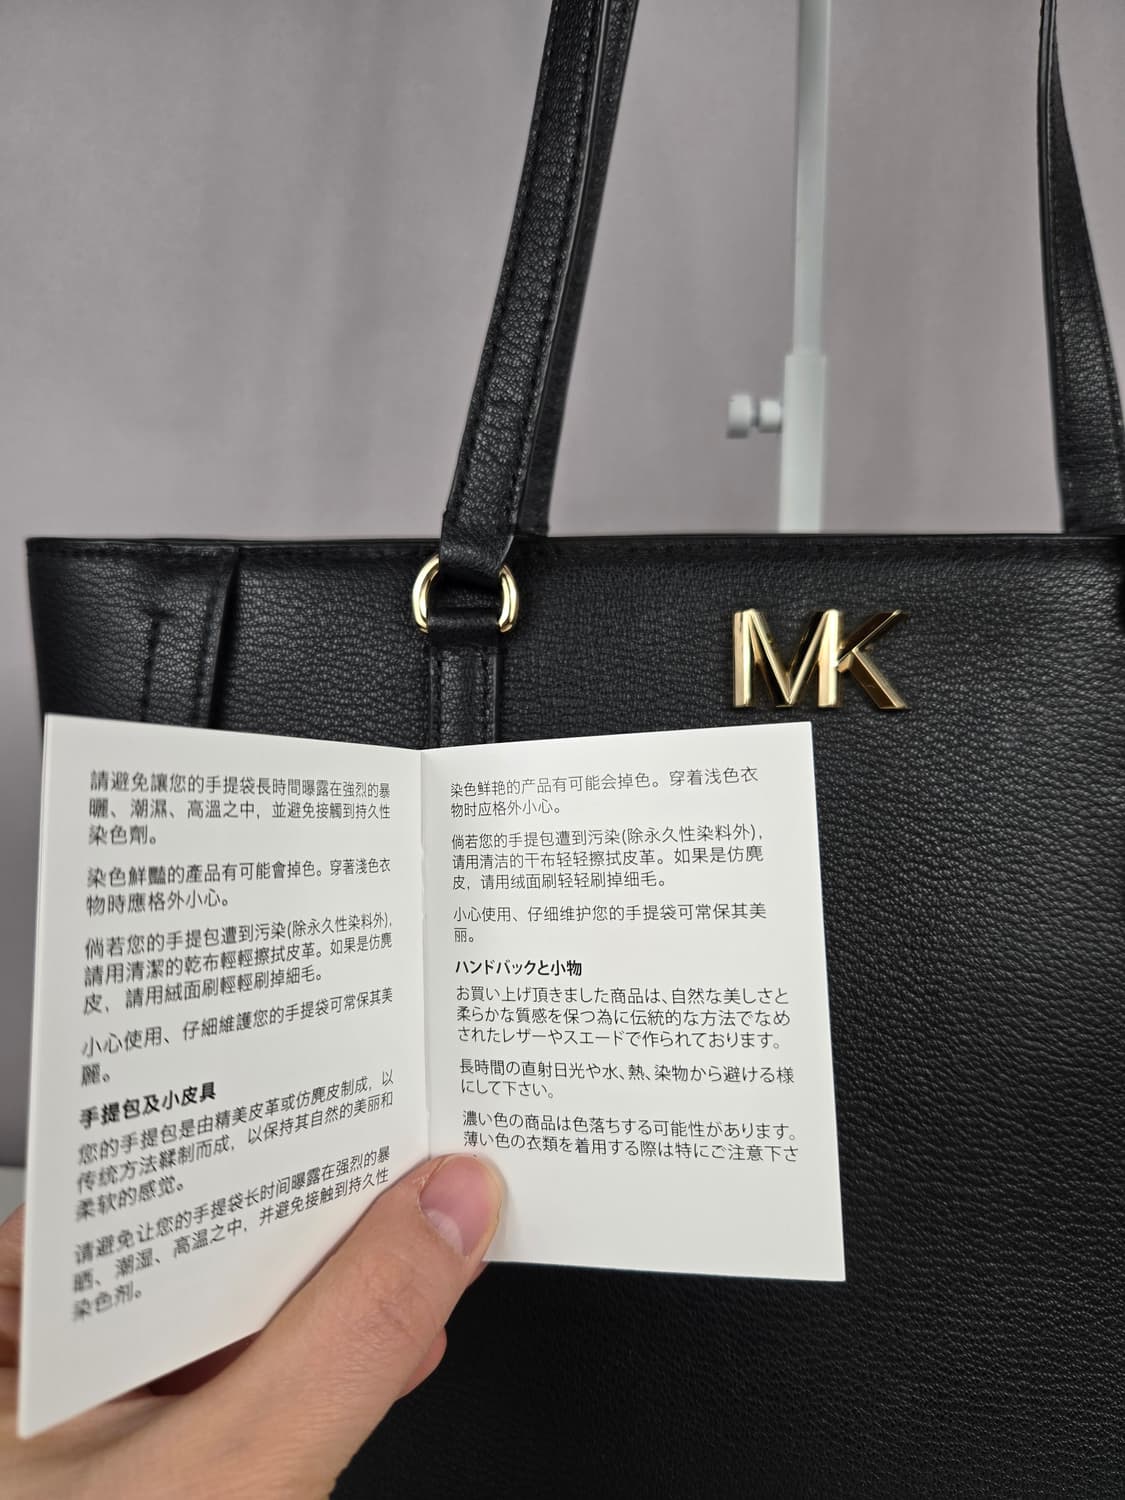 MK
請避免讓您的手提袋長時間曝露在強烈的暴
曬、潮濕、高溫之中，並避免接觸到持久性
染色劑。
染色鮮豔的產品有可能會掉色。穿著淺色衣
物時應格外小心。
倘若您的手提包遭到污染(除永久性染料外),
請用清潔的乾布輕輕擦拭皮革。如果是仿麂
皮，請用絨面刷輕輕刷掉細毛。
小心使用、仔細維護您的手提袋可常保其美
麗。
手提包及小皮具
您的手提包是由精美皮革或仿麂皮制成，以
传统方法鞣制而成，以保持其自然的美丽和
柔软的感觉。
请避免让您的手提袋长时间曝露在强烈的暴
晒、潮湿、高温之中，并避免接触到持久性
染色剂。
染色鲜艳的产品有可能会掉色。穿着浅色衣
物时应格外小心。
倘若您的手提包遭到污染(除永久性染料外),
请用清洁的干布轻轻擦拭皮革。如果是仿麂
皮，请用绒面刷轻轻刷掉细毛。
小心使用、仔细维护您的手提袋可常保其美
丽。
ハンドバックと小物
お買い上げ頂きました商品は、自然な美しさと
柔らかな質感を保つ為に伝統的な方法でなめ
されたレザーやスエードで作られております。
長時間の直射日光や水、熱、染物から避ける様
にして下さい。
濃い色の商品は色落ちする可能性があります。
薄い色の衣類を着用する際は特にご注意下さ